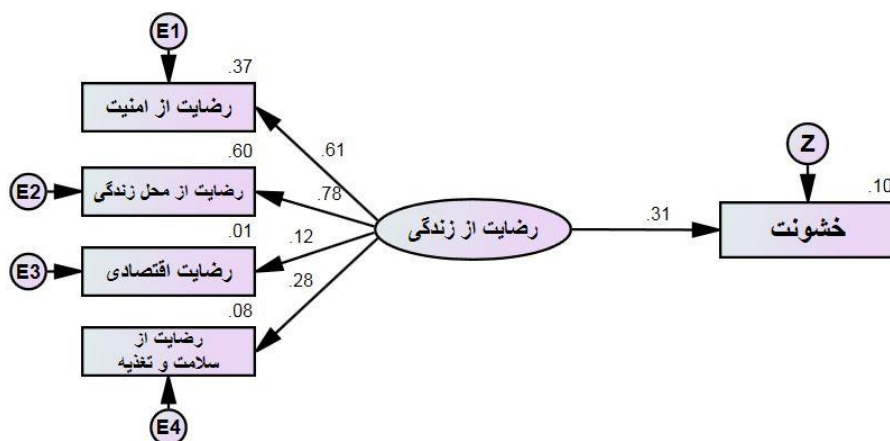 E1
.37
رضایت از امنیت
.61
.60
E2
رضایت از محل زندگی
.78
.01
E3
رضایت اقتصادی
.12
.08
.28
رضایت از
سلامت و تغذیه
E4
رضایت از زندگی
.31
Z
.10
خشونت